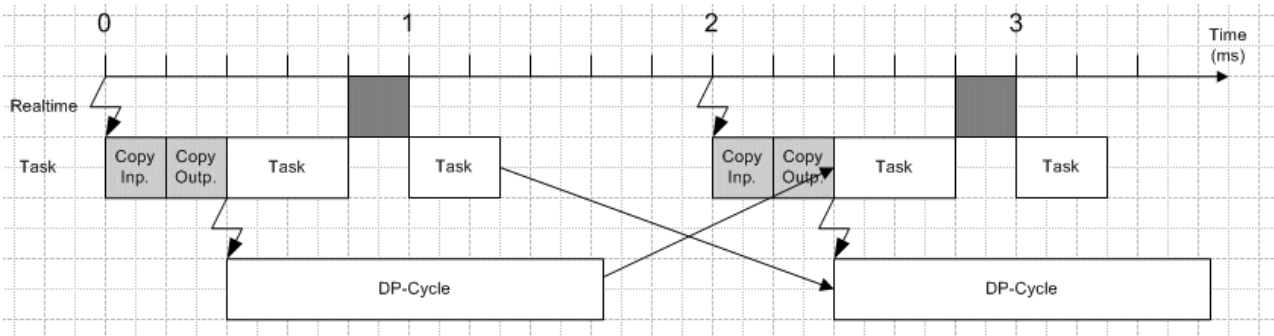 0
1
2
3
Time
(ms)
Realtime
Task
Copy
Inp.
Copy
Outp.
Task
Task
Copy
Inp.
Copy
Outp.
Task
Task
DP-Cycle
DP-Cycle